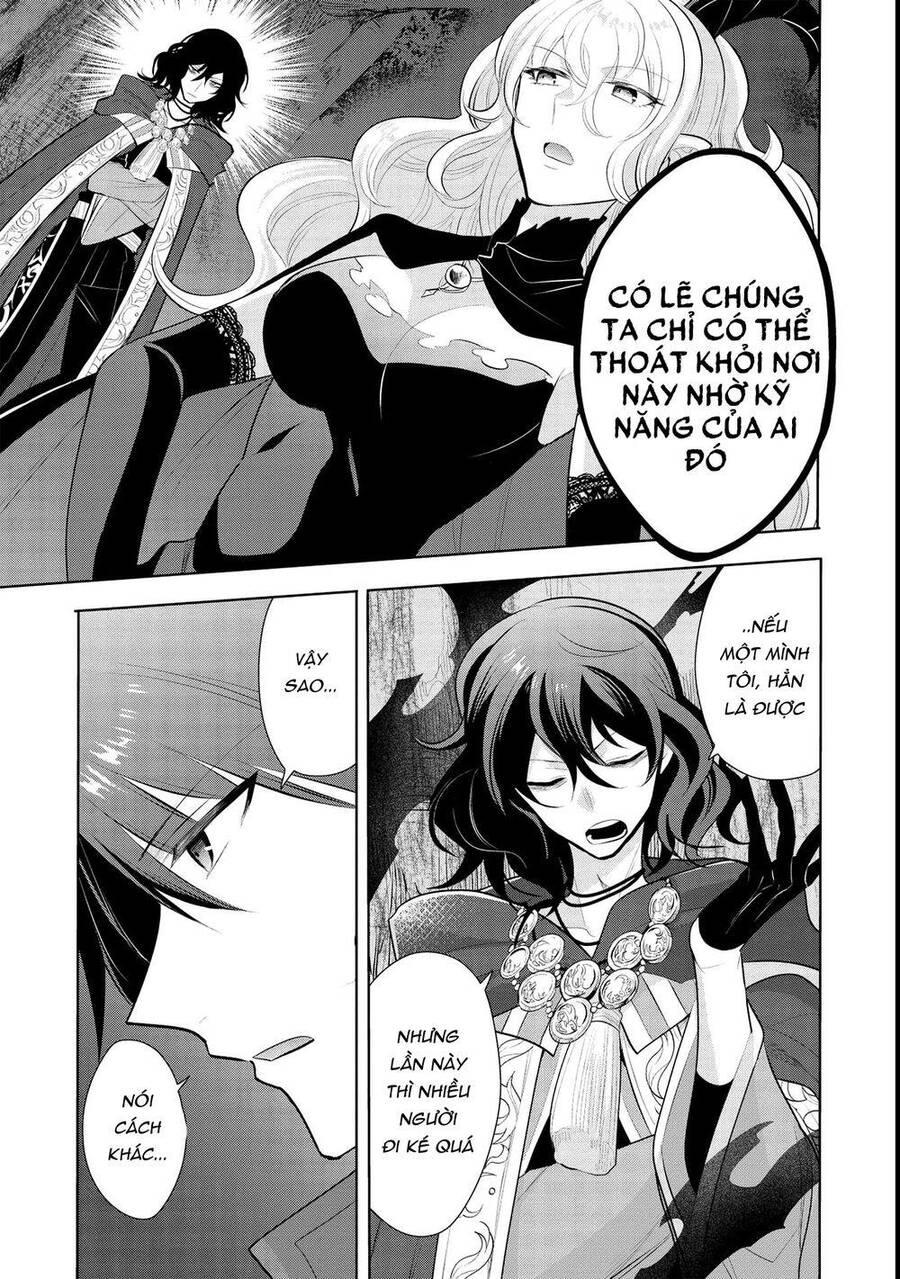 CÓ LẼ CHÚNG
TA CHỈ CÓ THỂ
THOÁT KHỎI NƠI
NÀY NHỜ KỸ
NĂNG CỦA AI
ĐÓ
..NẾU
MỘT MÌNH
TÔI, HẲN
LÀ ĐƯỢC
NHƯNG
LẦN NÀY
THÌ NHIỀU
NGƯỜI
ĐI KÉ QUÁ
VẬY
SAO...
NÓI
CÁCH
KHÁC...